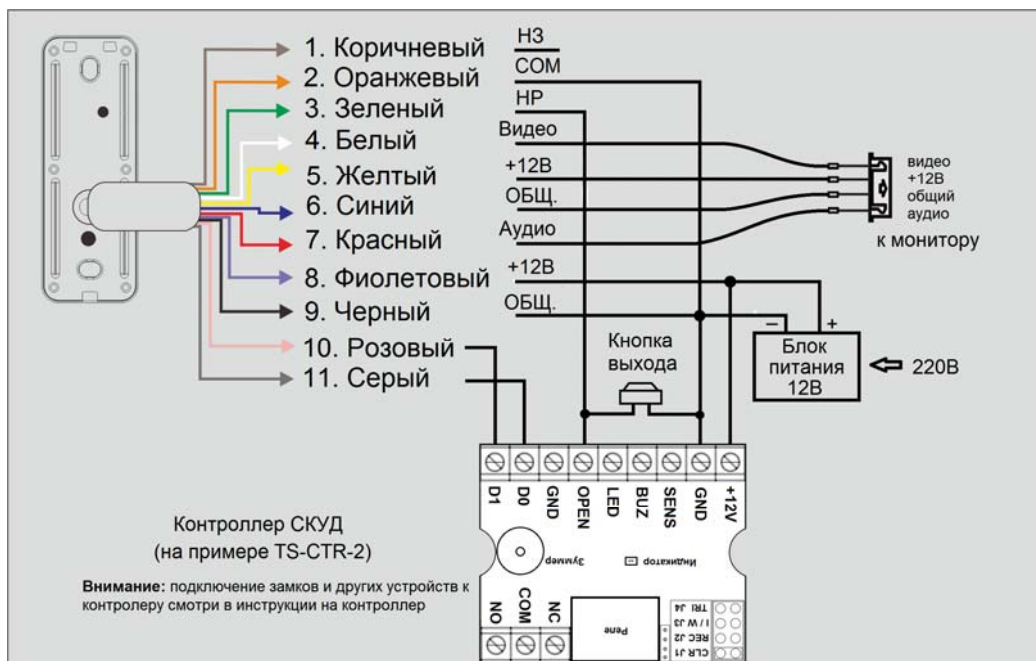 1. Коричневый
2. Оранжевый
3. Зеленый
4. Белый
5. Желтый
6. Синий
7. Красный
8. Фиолетовый
9. Черный
10. Розовый
11. Серый
НЗ
COM
НР
Видео
+12В
ОБЩ.
Аудио
+12В
ОБЩ.
видео
+12В
общий
аудио
к монитору
Кнопка
выхода
– +
Блок
питания
12В
220В
D1 D0 GND OPEN LED BUZ SENS GND +12V
Контроллер СКУД
(на примере TS-CTR-2)
Внимание: подключение замков и других устройств к
контролеру смотри в инструкции на контроллер
Зуммер
Индикатор
NO COM NC
Реле
TRI J4
I / W J3
REC J2
CLR J1